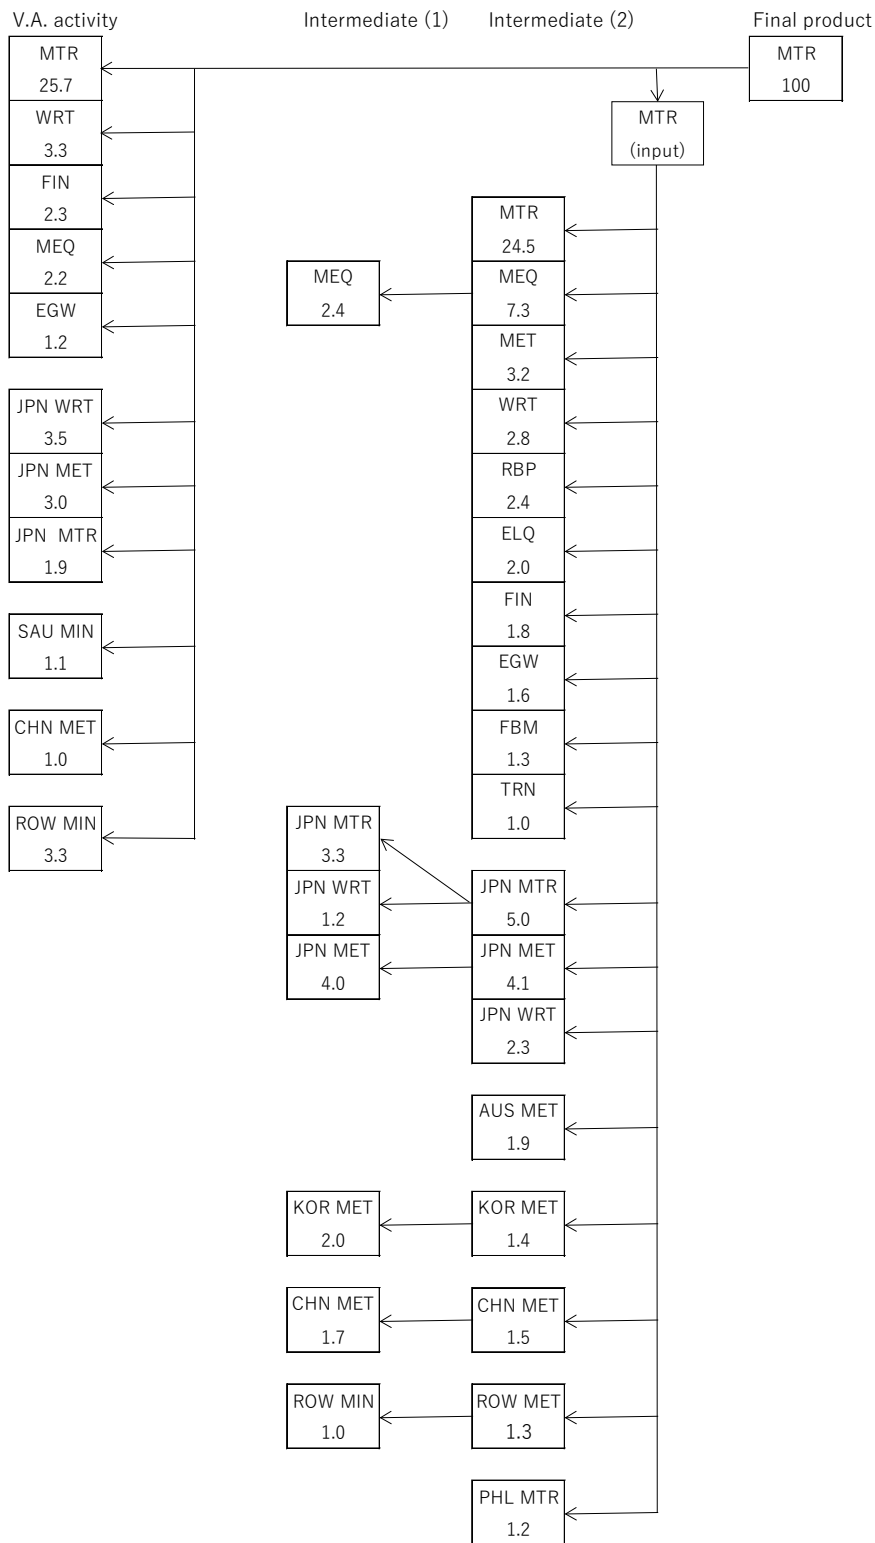 V.A. activity
Intermediate (1)
Intermediate (2)
Final product
MTR
25.7
WRT
3.3
FIN
2.3
MEQ
2.2
EGW
1.2
JPN WRT
3.5
JPN MET
3.0
JPN MTR
1.9
SAU MIN
1.1
CHN MET
1.0
ROW MIN
3.3
MEQ
2.4
JPN MTR
3.3
JPN WRT
1.2
JPN MET
4.0
KOR MET
2.0
CHN MET
1.7
ROW MIN
1.0
MTR
24.5
MEQ
7.3
MET
3.2
WRT
2.8
RBP
2.4
ELQ
2.0
FIN
1.8
EGW
1.6
FBM
1.3
TRN
1.0
JPN MTR
5.0
JPN MET
4.1
JPN WRT
2.3
AUS MET
1.9
KOR MET
1.4
CHN MET
1.5
ROW MET
1.3
PHL MTR
1.2
MTR
(input)
MTR
100